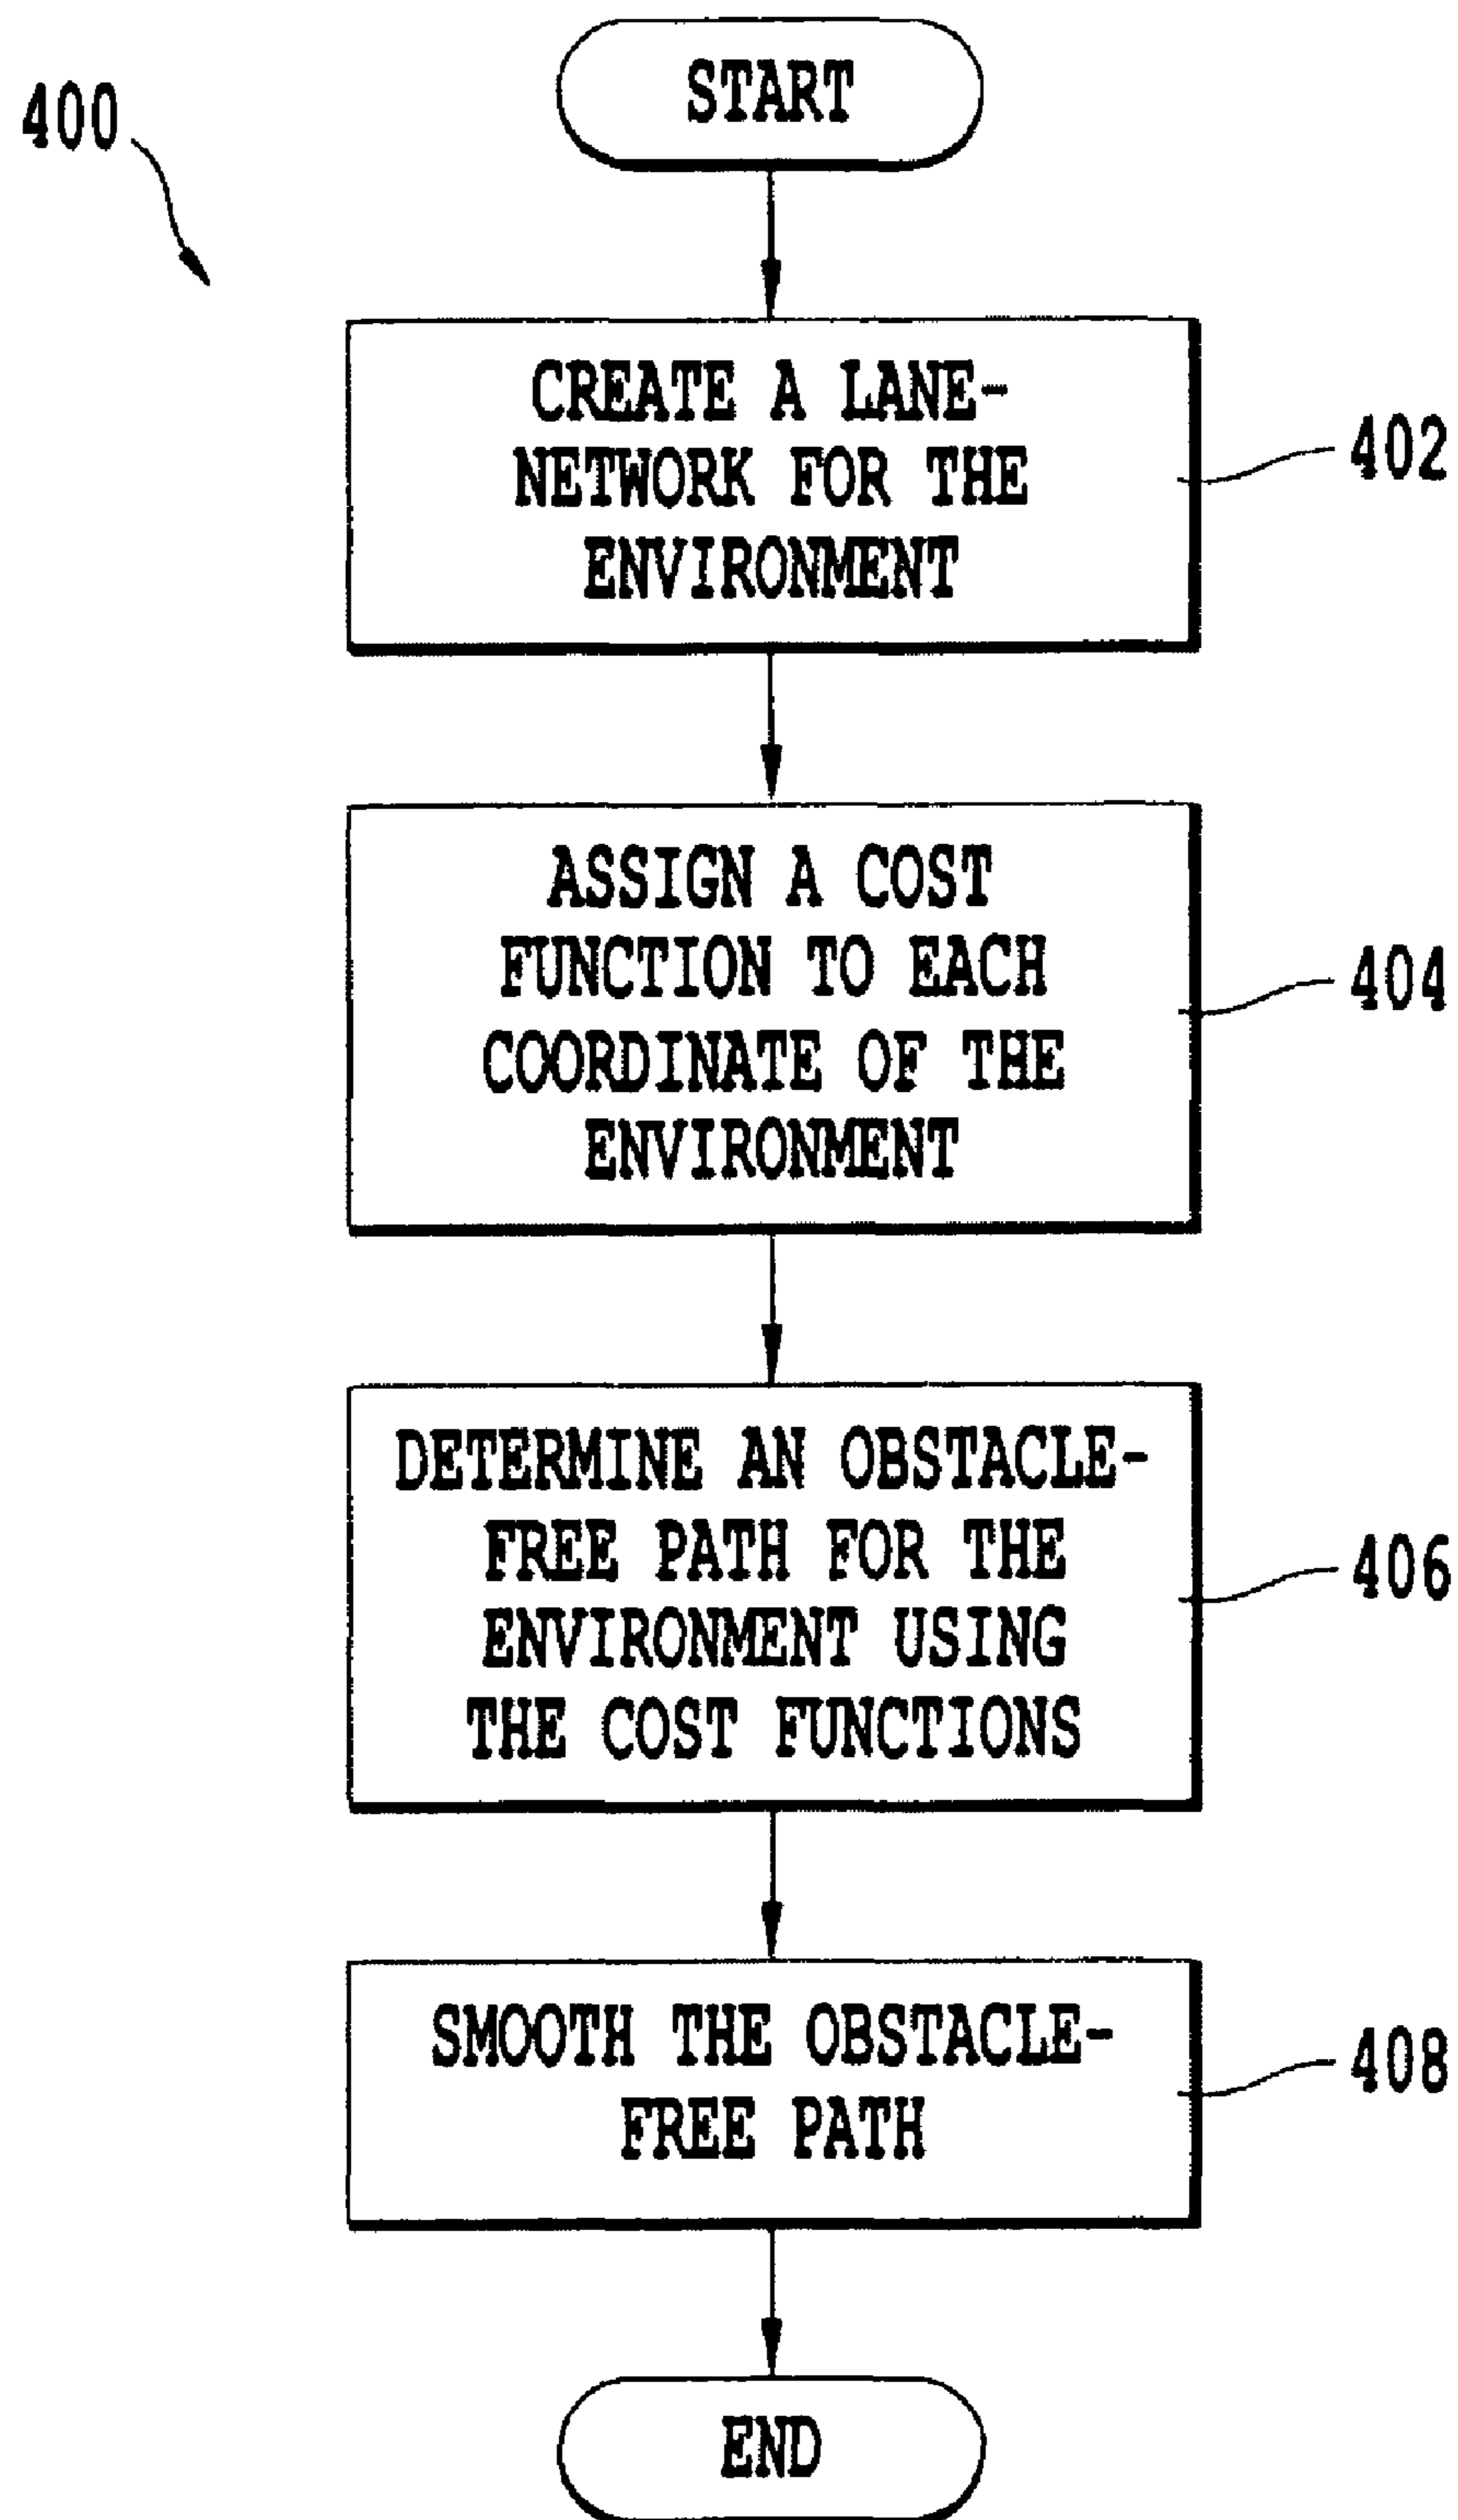 START
400
CREATE A LANE-
NETWORK FOR THE
ENVIRONMENT
402
ASSIGN A COST
FUNCTION TO EACH
COORDINATE OF THE
ENVIRONMENT
404
DETERMINE AN OBSTACLE-
FREE PATH FOR THE
ENVIRONMENT USING
THE COST FUNCTIONS
406
SMOOTH THE OBSTACLE-
FREE PATH
408
END